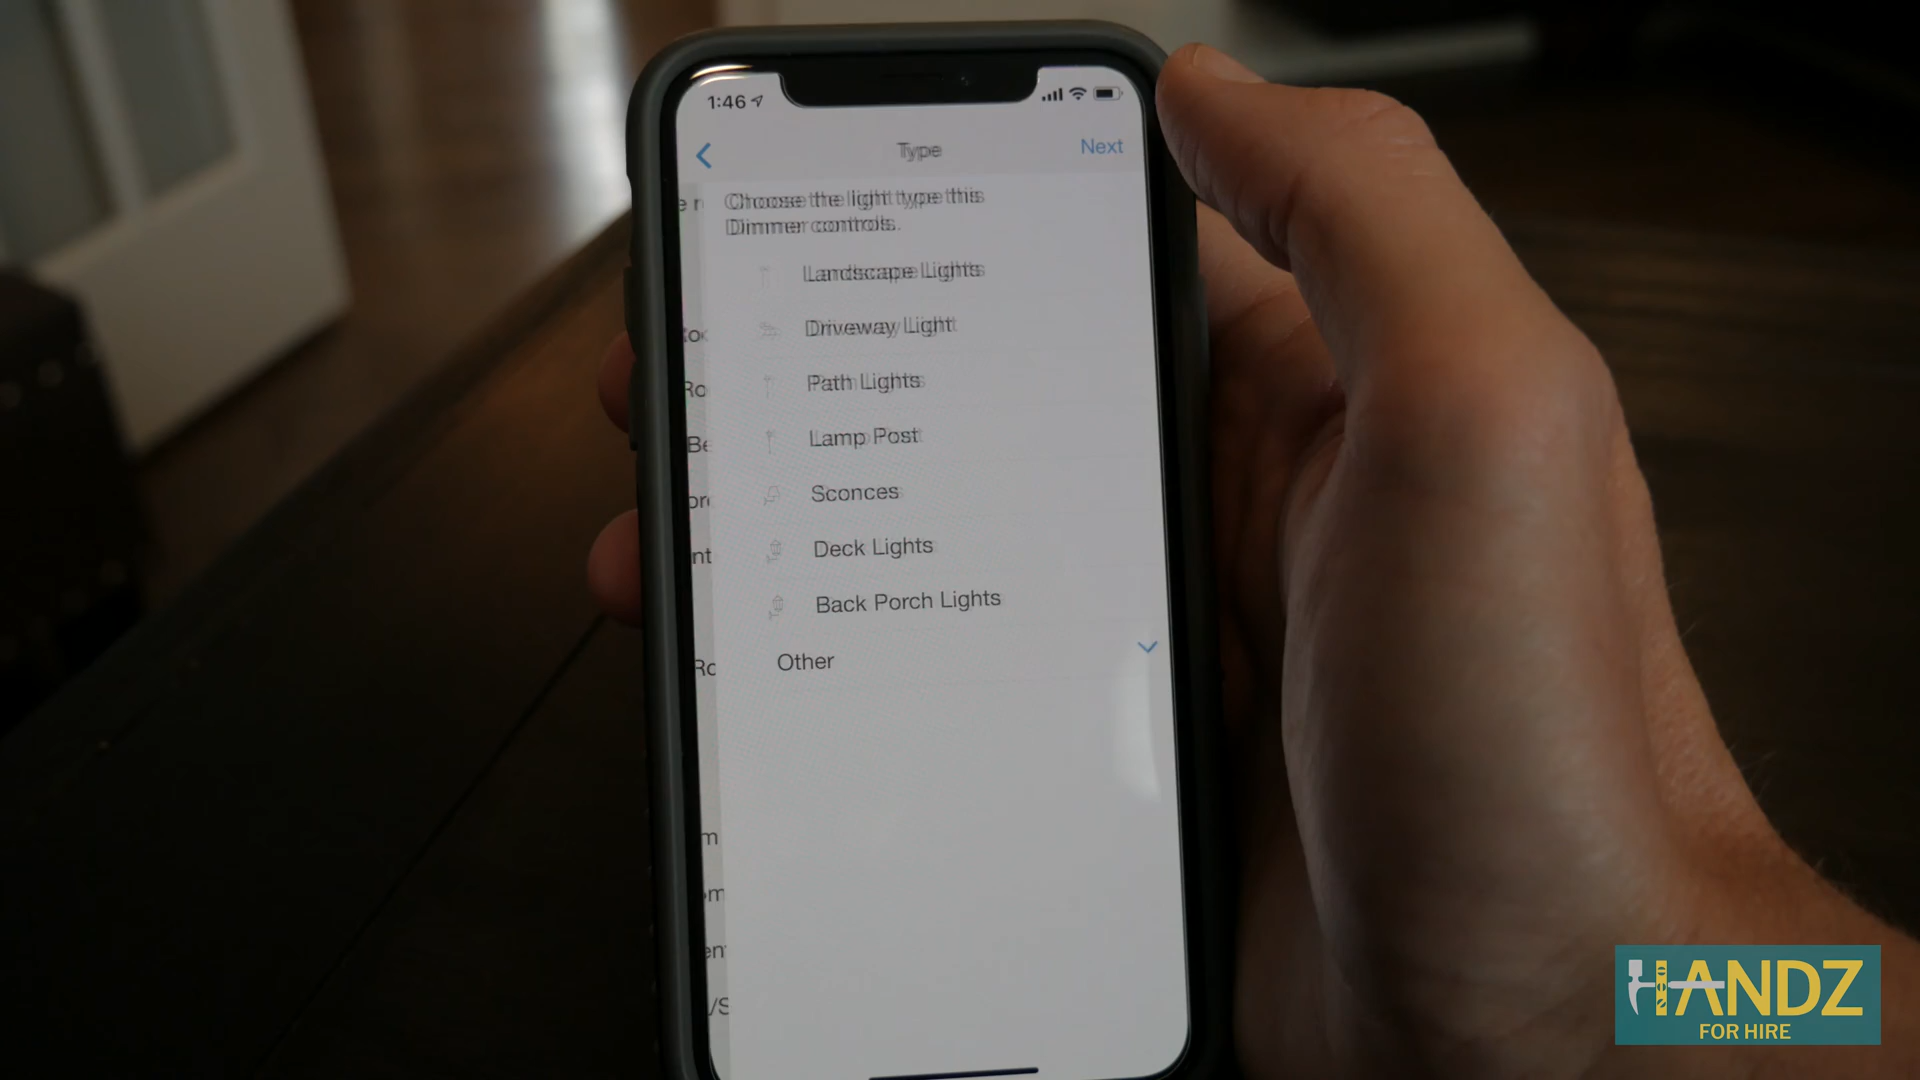 1:46
Type
Next
Choose the light type this
Dimmer controls.
Landscape Lights
Driveway Light
Path Lights
Lamp Post
Sconces
Deck Lights
Back Porch Lights
Other
HANDZ
FOR HIRE